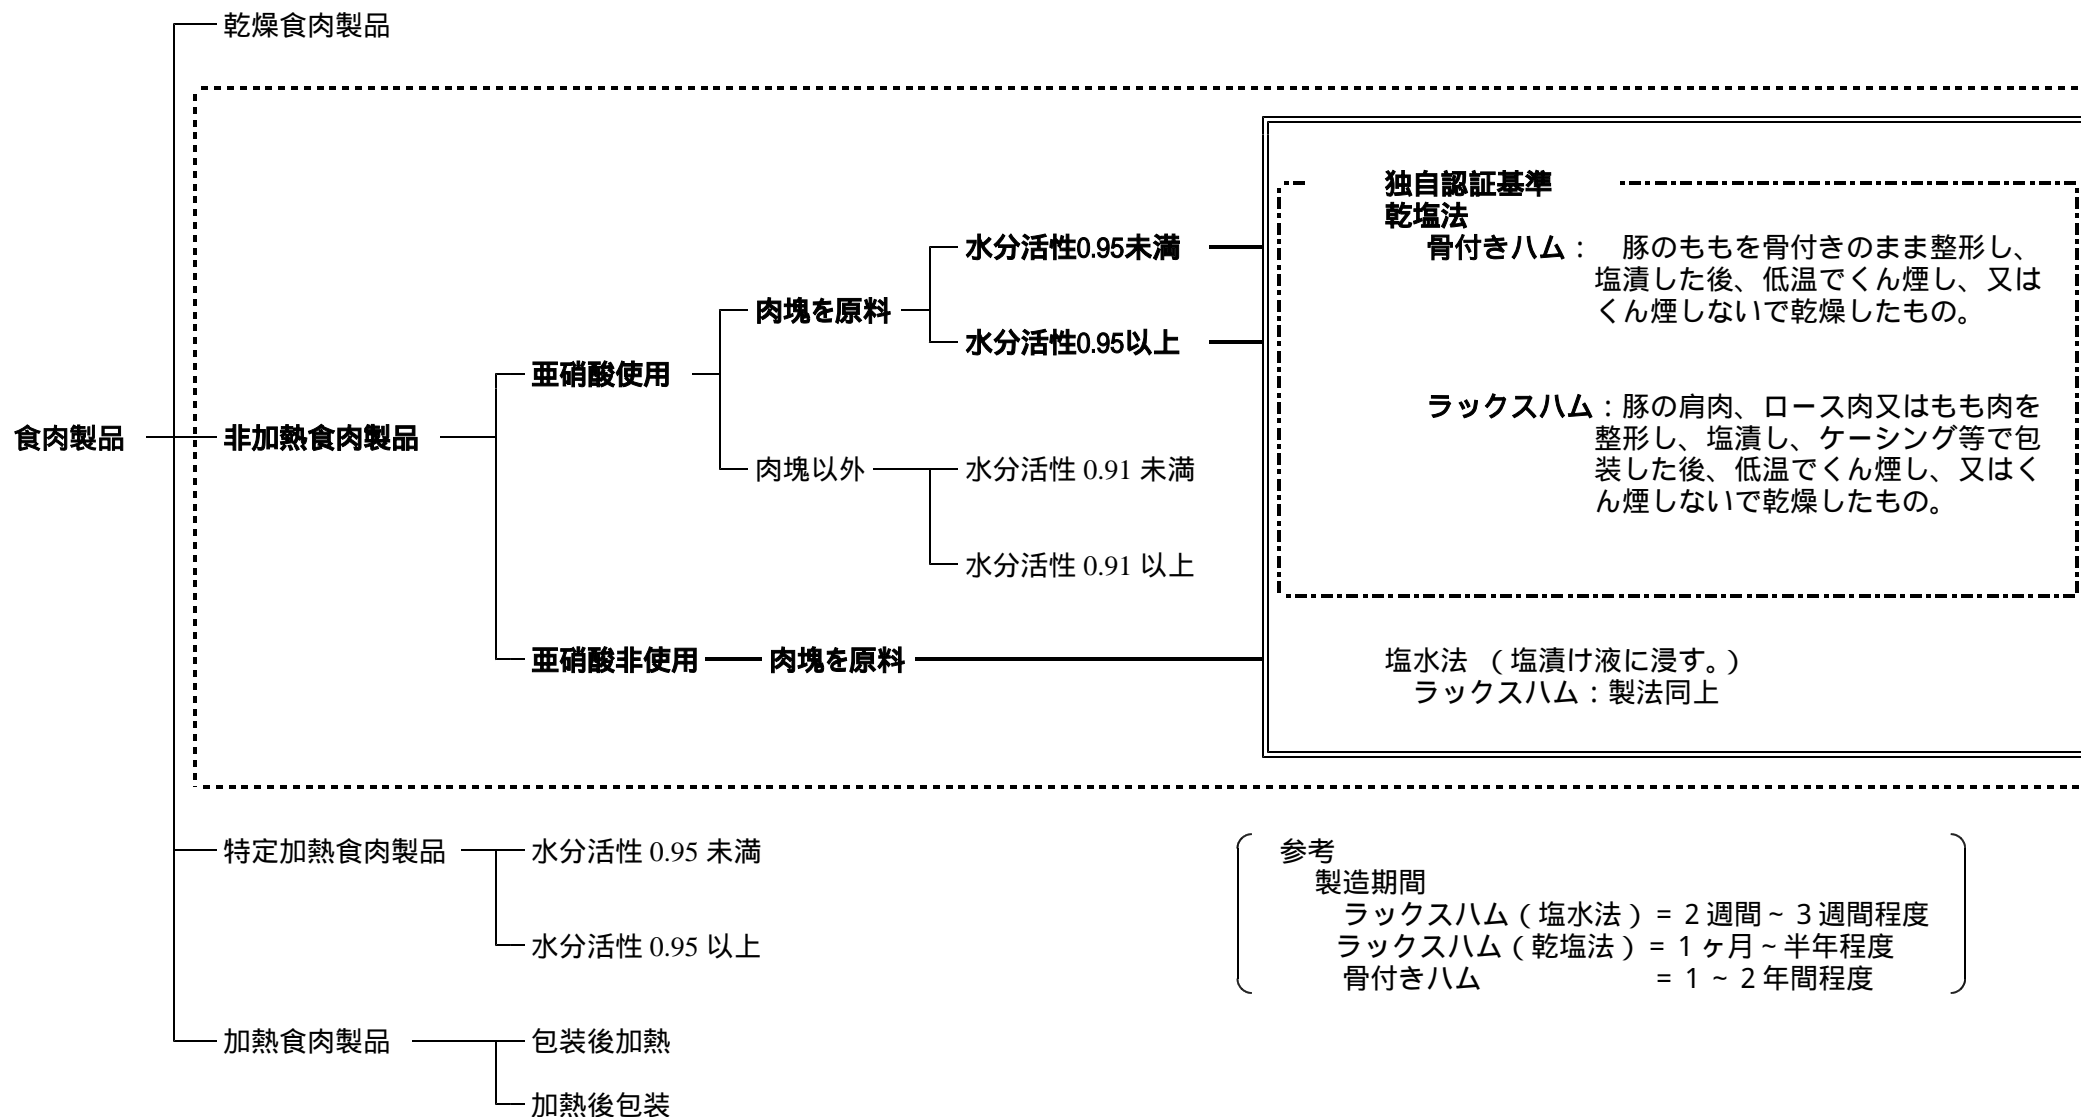 乾燥食肉製品
独自認証基準
乾塩法
水分活性0.95未満
骨付きハム： 豚のももを骨付きのまま整形し、
塩漬した後、低温でくん煙し、又は
くん煙しないで乾燥したもの。
肉塊を原料
水分活性0.95以上
亜硝酸使用
ラックスハム：豚の肩肉、ロース肉又はもも肉を
整形し、塩漬し、ケーシング等で包
装した後、低温でくん煙し、又はく
ん煙しないで乾燥したもの。
食肉製品
非加熱食肉製品
肉塊以外
水分活性 0.91 未満
水分活性 0.91 以上
亜硝酸非使用
肉塊を原料
塩水法 （塩漬け液に浸す。）
ラックスハム：製法同上
特定加熱食肉製品
水分活性 0.95 未満
水分活性 0.95 以上
参考
製造期間
ラックスハム（塩水法）= ２週間~３週間程度
ラックスハム（乾塩法）= 1ヶ月~半年程度
骨付きハム = 1 ~ 2年間程度
加熱食肉製品
包装後加熱
加熱後包装